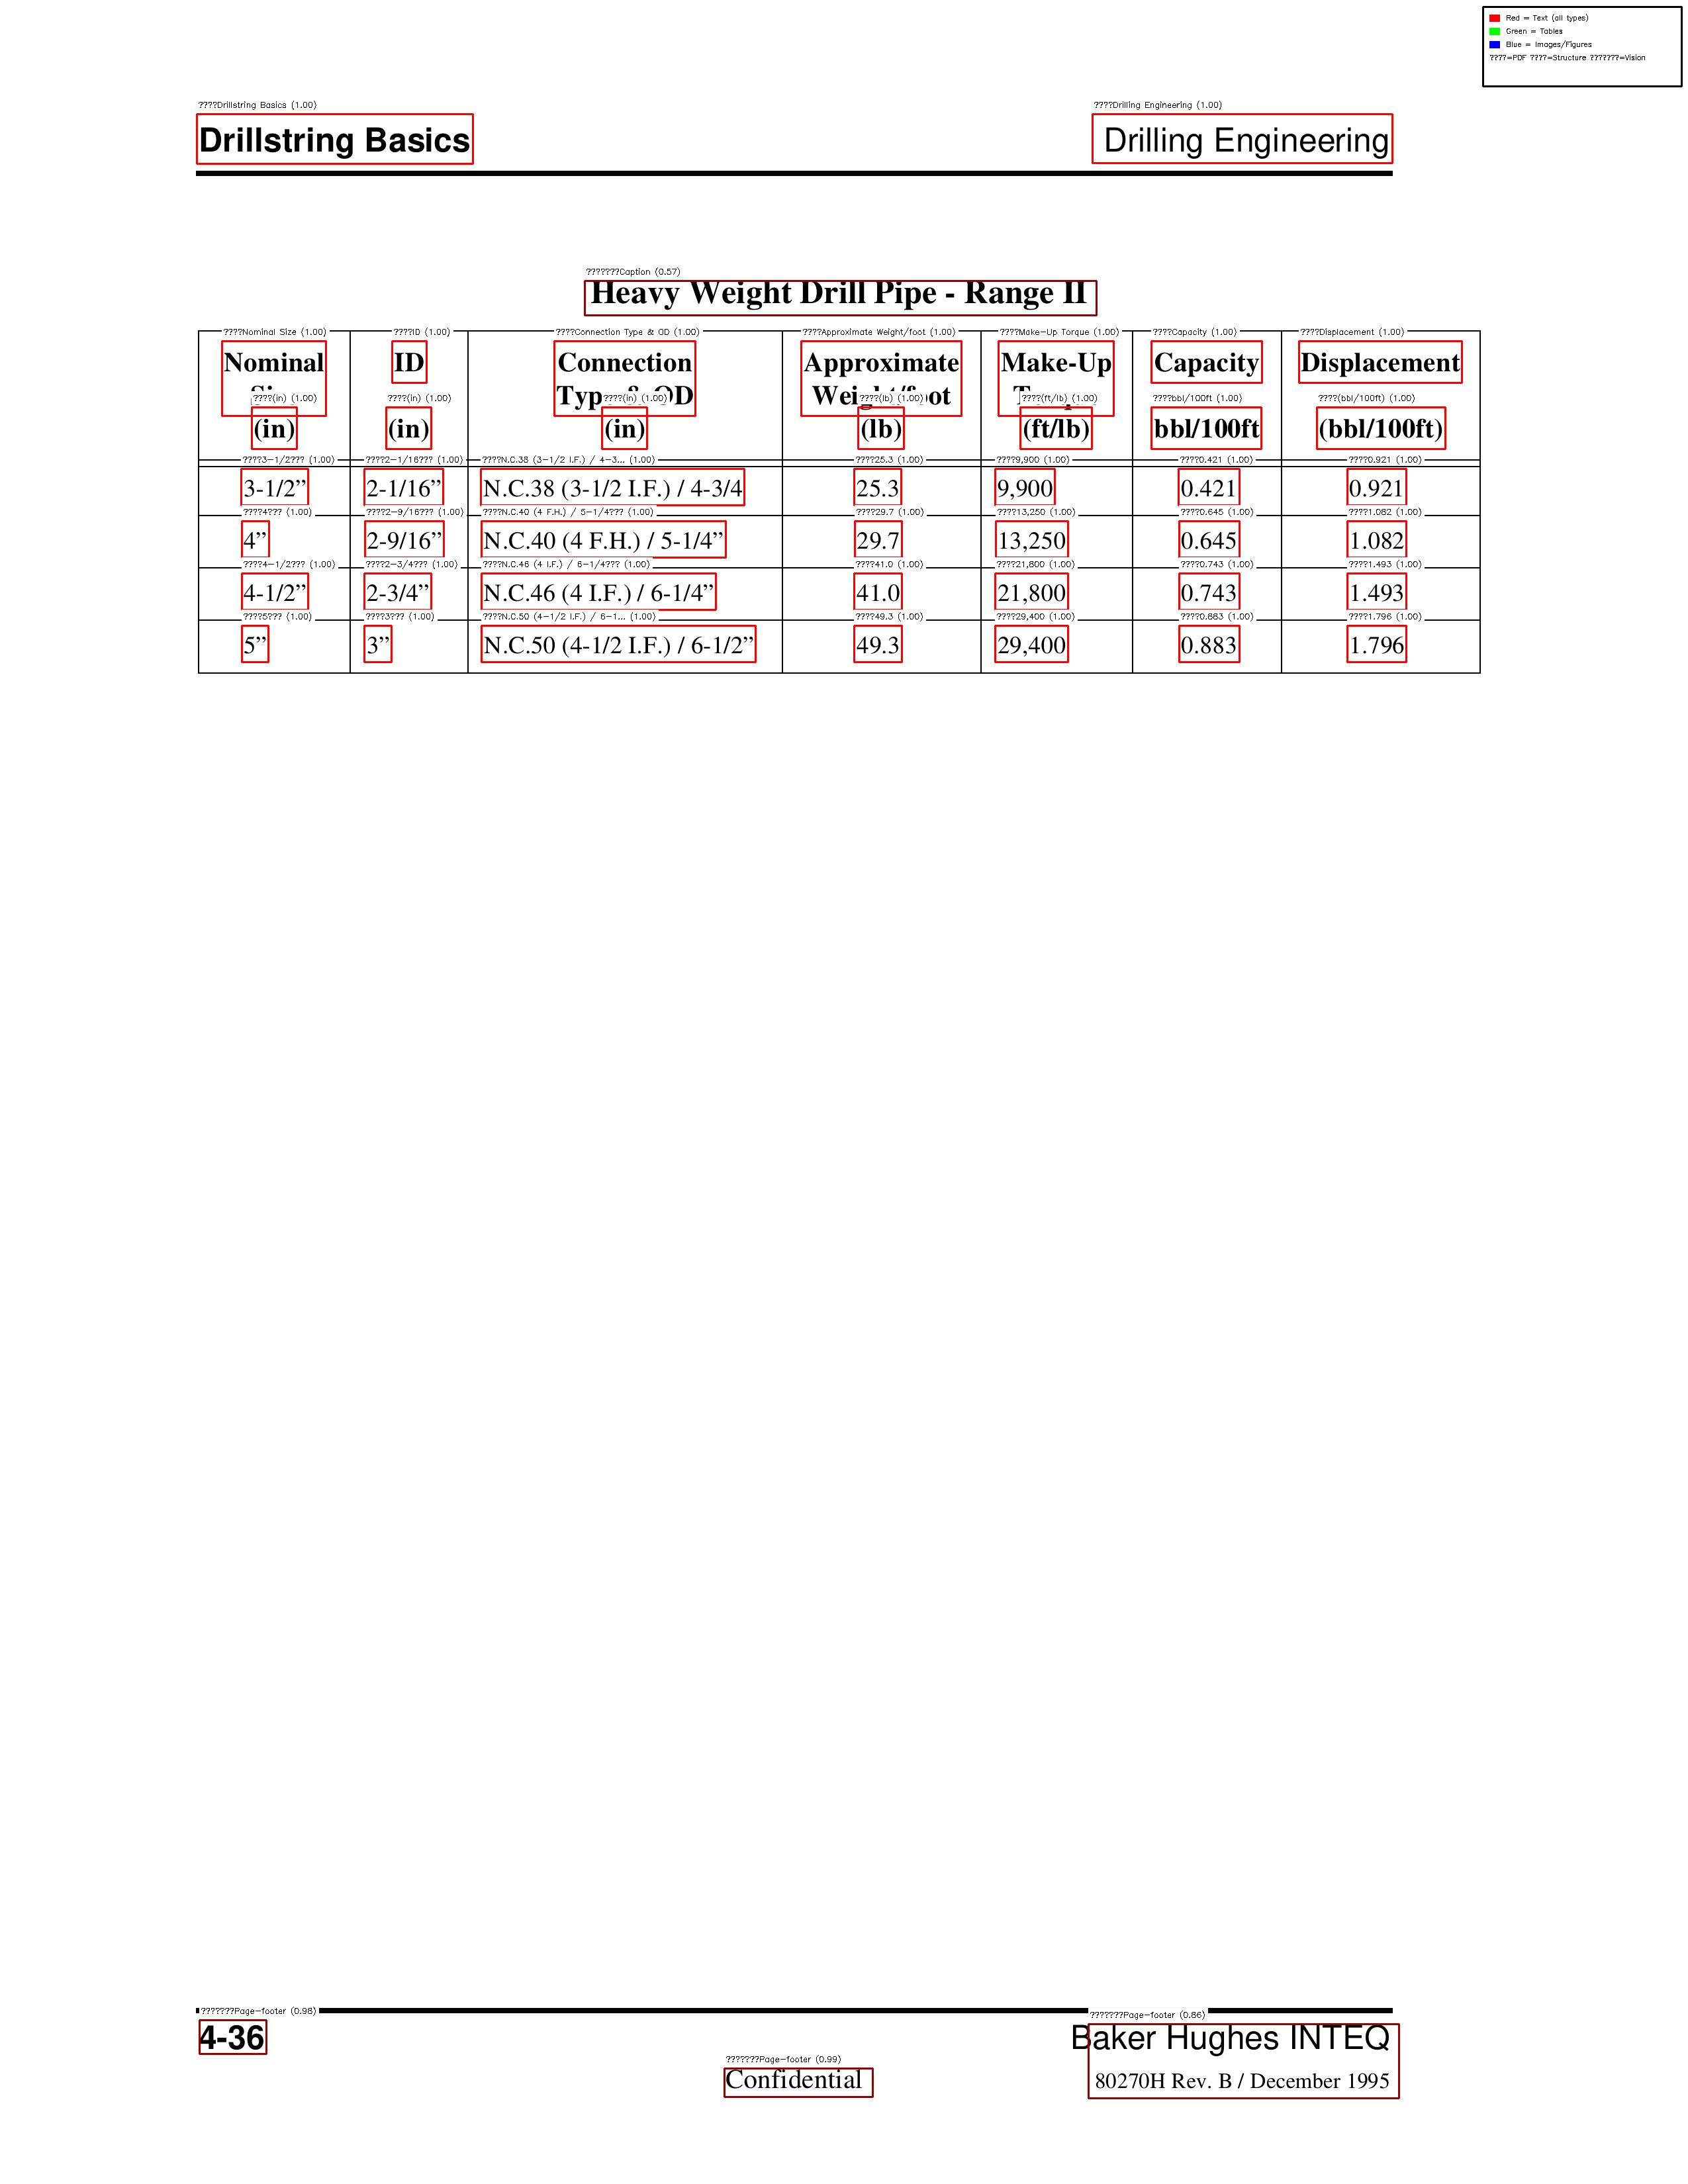 Red = Text (all types)
Green = Tables
Blue = Images/Figures
????=PDF ????=Structure ???????=Vision
????Drillstring Basics (1.00) ????Drilling Engineering (1.00)
Drillstring Basics Drilling Engineering
???????Caption (0.57)
Heavy Weight Drill Pipe - Range II
????Nominal Size (1.00) ????ID (1.00) ????Connection Type & OD (1.00) ????Approximate Weight/foot (1.00) ????Make-Up Torque (1.00) ????Capacity (1.00) ????Displacement (1.00)
Nominal ID Connection Approximate Make-Up Capacity Displacement
Type & OD Weight/foot
????(in) (1.00) ????(in) (1.00) ????(in) (1.00) ????(lb) (1.00) ????(ft/lb) (1.00) ????bbl/100ft (1.00) ????(bbl/100ft) (1.00)
(in) (in) (in) (lb) (ft/lb) bbl/100ft (bbl/100ft)
????3-1/2??? (1.00) ????2-1/16??? (1.00) ????N.C.38 (3-1/2 I.F.) / 4-3... (1.00) ????25.3 (1.00) ????9,900 (1.00) ????0.421 (1.00) ????0.921 (1.00)
3-1/2” 2-1/16” N.C.38 (3-1/2 I.F.) / 4-3/4 25.3 9,900 0.421 0.921
????4??? (1.00) ????2-9/16??? (1.00) ????N.C.40 (4 F.H.) / 5-1/4??? (1.00) ????29.7 (1.00) ????13,250 (1.00) ????0.645 (1.00) ????1.082 (1.00)
4” 2-9/16” N.C.40 (4 F.H.) / 5-1/4” 29.7 13,250 0.645 1.082
????4-1/2??? (1.00) ????2-3/4??? (1.00) ????N.C.46 (4 I.F.) / 6-1/4??? (1.00) ????41.0 (1.00) ????21,800 (1.00) ????0.743 (1.00) ????1.493 (1.00)
4-1/2” 2-3/4” N.C.46 (4 I.F.) / 6-1/4” 41.0 21,800 0.743 1.493
????5??? (1.00) ????3??? (1.00) ????N.C.50 (4-1/2 I.F.) / 6-1... (1.00) ????49.3 (1.00) ????29,400 (1.00) ????0.883 (1.00) ????1.796 (1.00)
5” 3” N.C.50 (4-1/2 I.F.) / 6-1/2” 49.3 29,400 0.883 1.796
???????Page-footer (0.98) ???????Page-footer (0.86)
4-36 Baker Hughes INTEQ
???????Page-footer (0.99)
Confidential 80270H Rev. B / December 1995